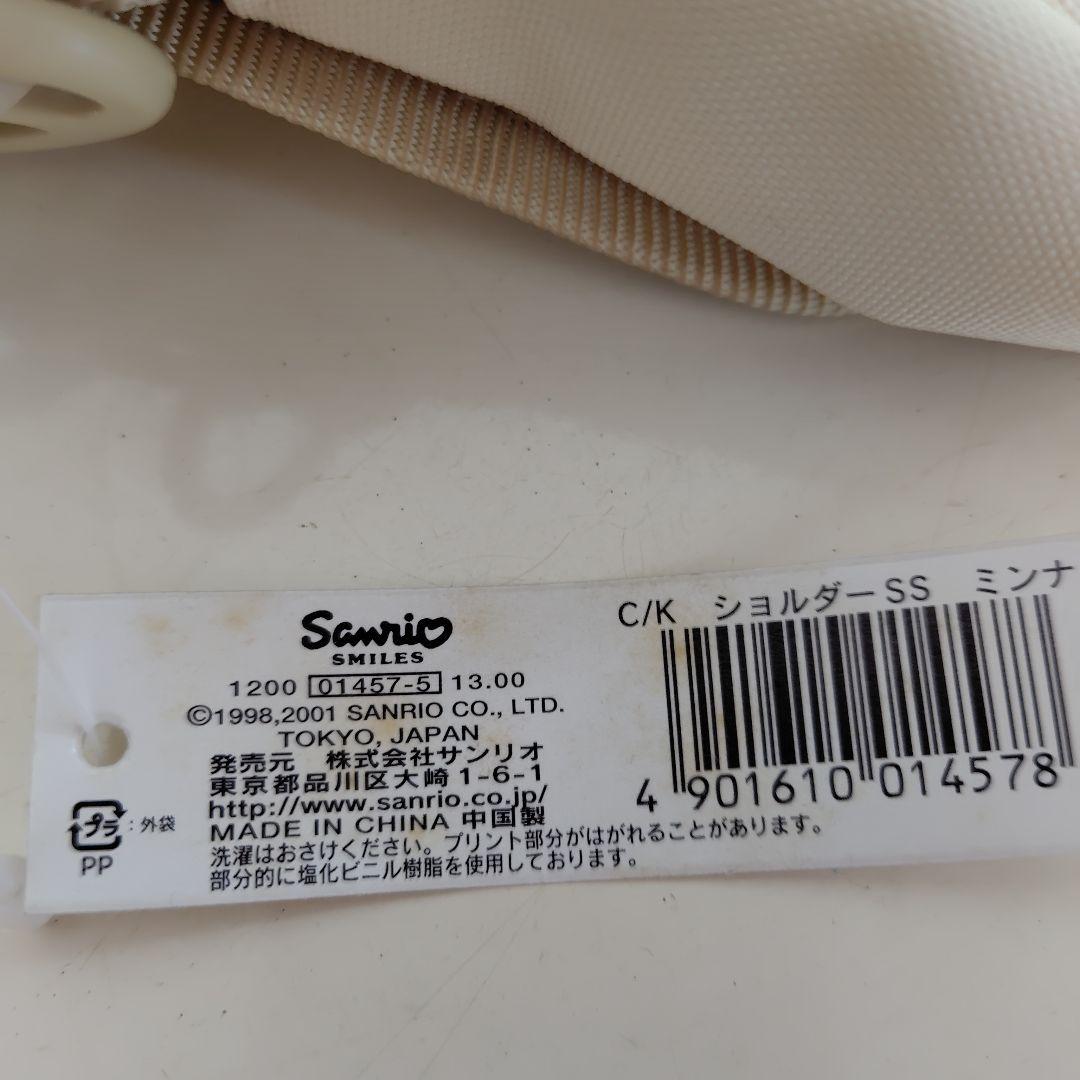 Sanrio
SMILES
1200 01457-5 13.00
©1998,2001 SANRIO CO., LTD.
TOKYO, JAPAN
発売元 株式会社サンリオ
東京都品川区大崎1-6-1
http://www.sanrio.co.jp/
MADE IN CHINA 中国製
洗濯はおさけください。プリント部分がはがれることがあります。
部分的に塩化ビニル樹脂を使用しております。
プラ : 外袋
PP
C/K ショルダーSS ミンナ
4 901610 014578